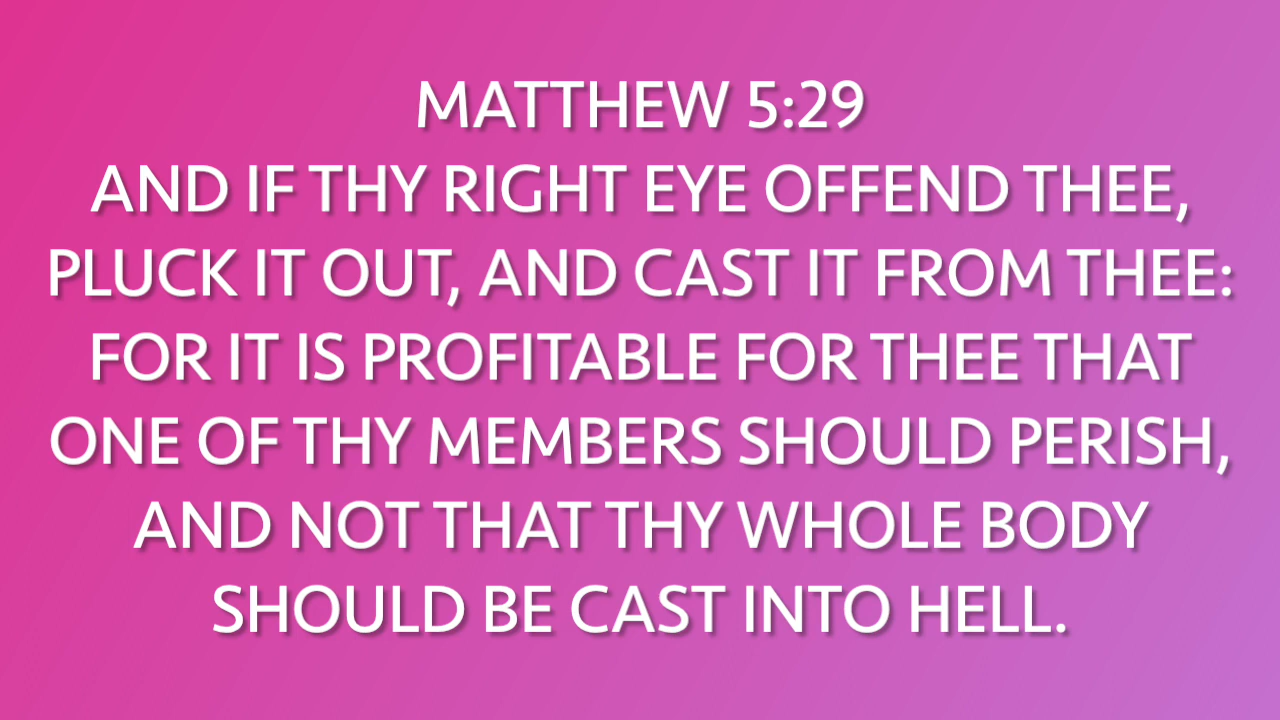 MATTHEW 5:29
AND IF THY RIGHT EYE OFFEND THEE,
PLUCK IT OUT, AND CAST IT FROM THEE:
FOR IT IS PROFITABLE FOR THEE THAT
ONE OF THY MEMBERS SHOULD PERISH,
AND NOT THAT THY WHOLE BODY
SHOULD BE CAST INTO HELL.